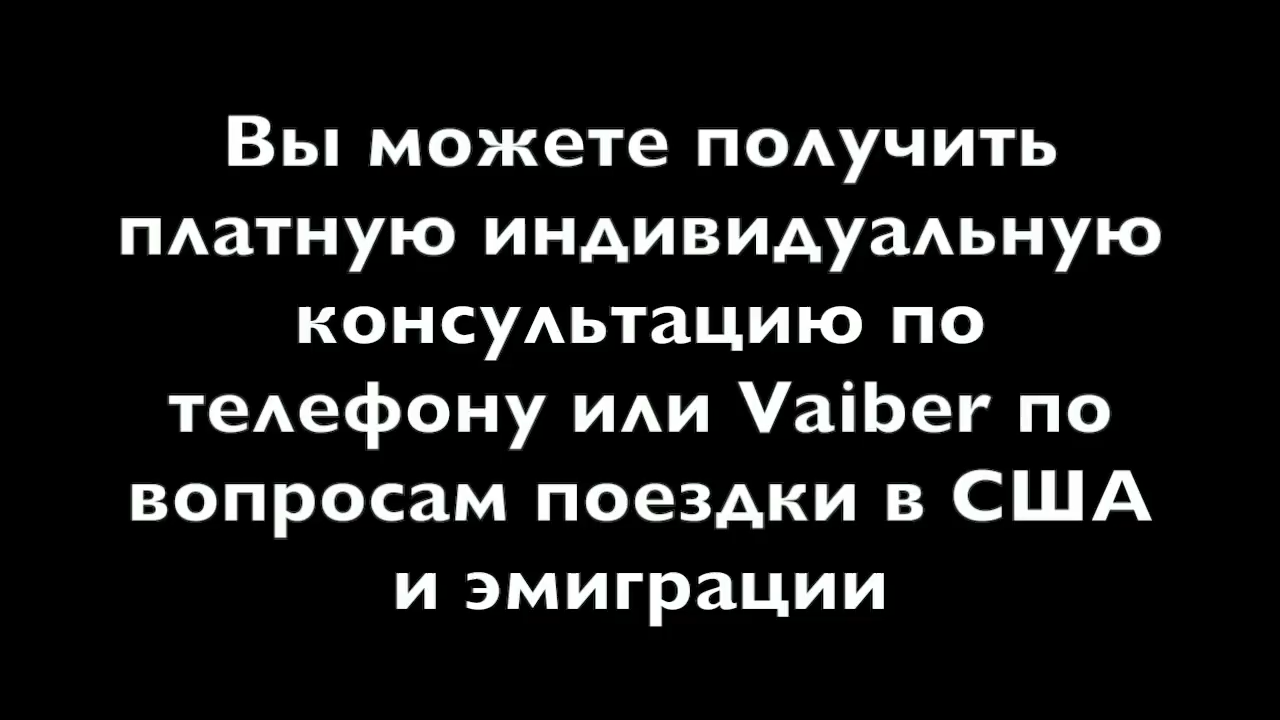 Вы можете получить
платную индивидуальную
консультацию по
телефону или Vaiber по
вопросам поездки в США
и эмиграции